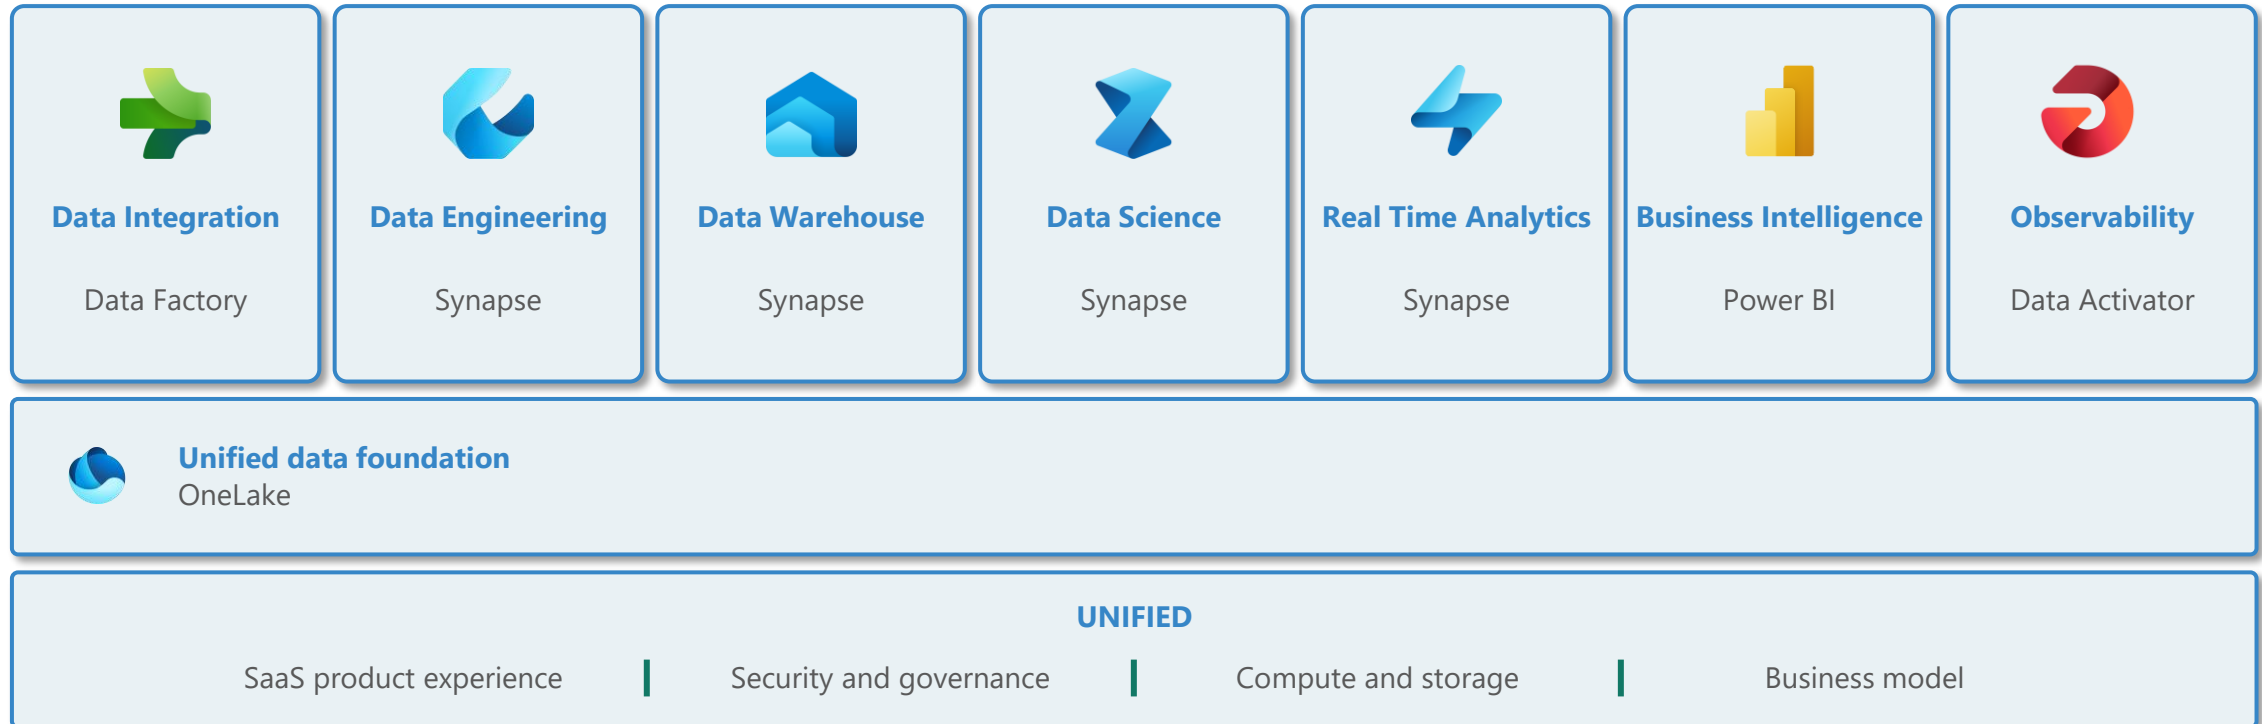 Data Integration
Data Factory
Data Engineering
Synapse
Data Warehouse
Synapse
Data Science
Synapse
Real Time Analytics
Synapse
Business Intelligence
Power BI
Observability
Data Activator
Unified data foundation
OneLake
UNIFIED
SaaS product experience
Security and governance
Compute and storage
Business model